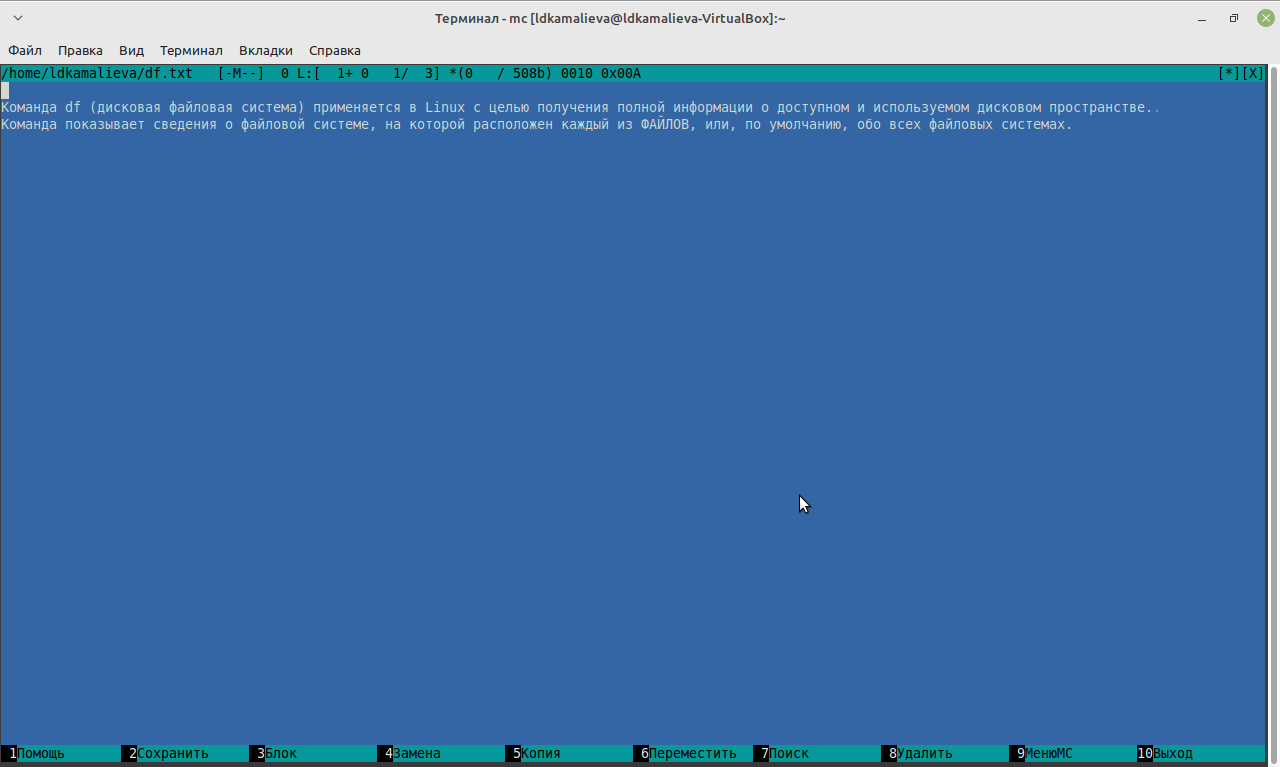 Терминал - mc [ldkamalieva@ldkamalieva-VirtualBox]:~
Файл Правка Вид Терминал Вкладки Справка
/home/ldkamalieva/df.txt   [-M--]  0 L:[  1+ 0   1/  3] *(0   / 508b) 0010 0x00A   [*][X]
Команда df (дисковая файловая система) применяется в Linux с целью получения полной информации о доступном и используемом дисковом пространстве..
Команда показывает сведения о файловой системе, на которой расположен каждый из ФАЙЛОВ, или, по умолчанию, обо всех файловых системах.
1Помощь 2Сохранить 3Блок 4Замена 5Копия 6Переместить 7Поиск 8Удалить 9МенюMC 10Выход